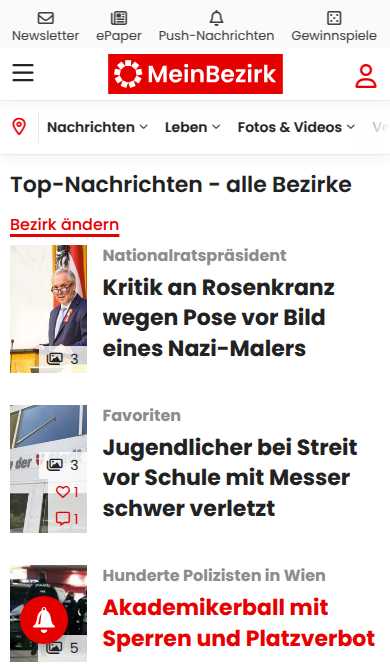 Newsletter ePaper Push-Nachrichten Gewinnspiele
MeinBezirk
Nachrichten Leben Fotos & Videos
Top-Nachrichten - alle Bezirke
Bezirk ändern
Nationalratspräsident
Kritik an Rosenkranz
wegen Pose vor Bild
eines Nazi-Malers
3
Favoriten
Jugendlicher bei Streit
vor Schule mit Messer
schwer verletzt
der
3
1
1
Hunderte Polizisten in Wien
Akademikerball mit
Sperren und Platzverbot
5